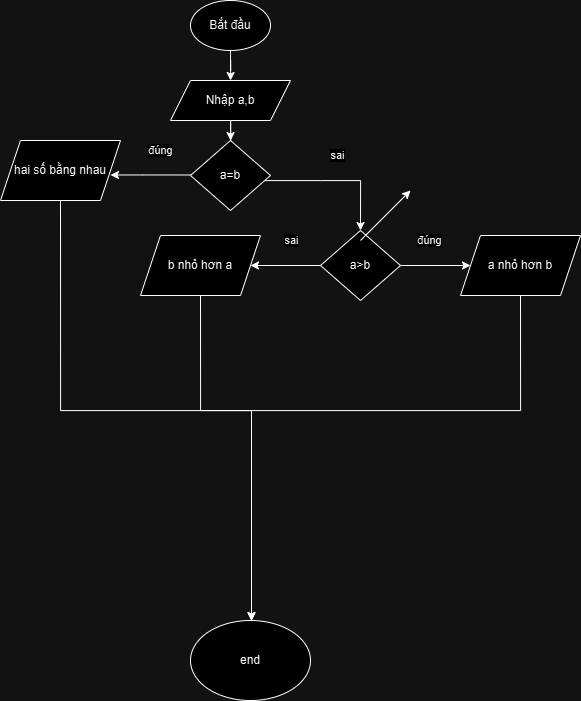 Bắt đầu
Nhập a,b
đúng
sai
hai số bằng nhau
a=b
sai
đúng
b nhỏ hơn a
a>b
a nhỏ hơn b
end